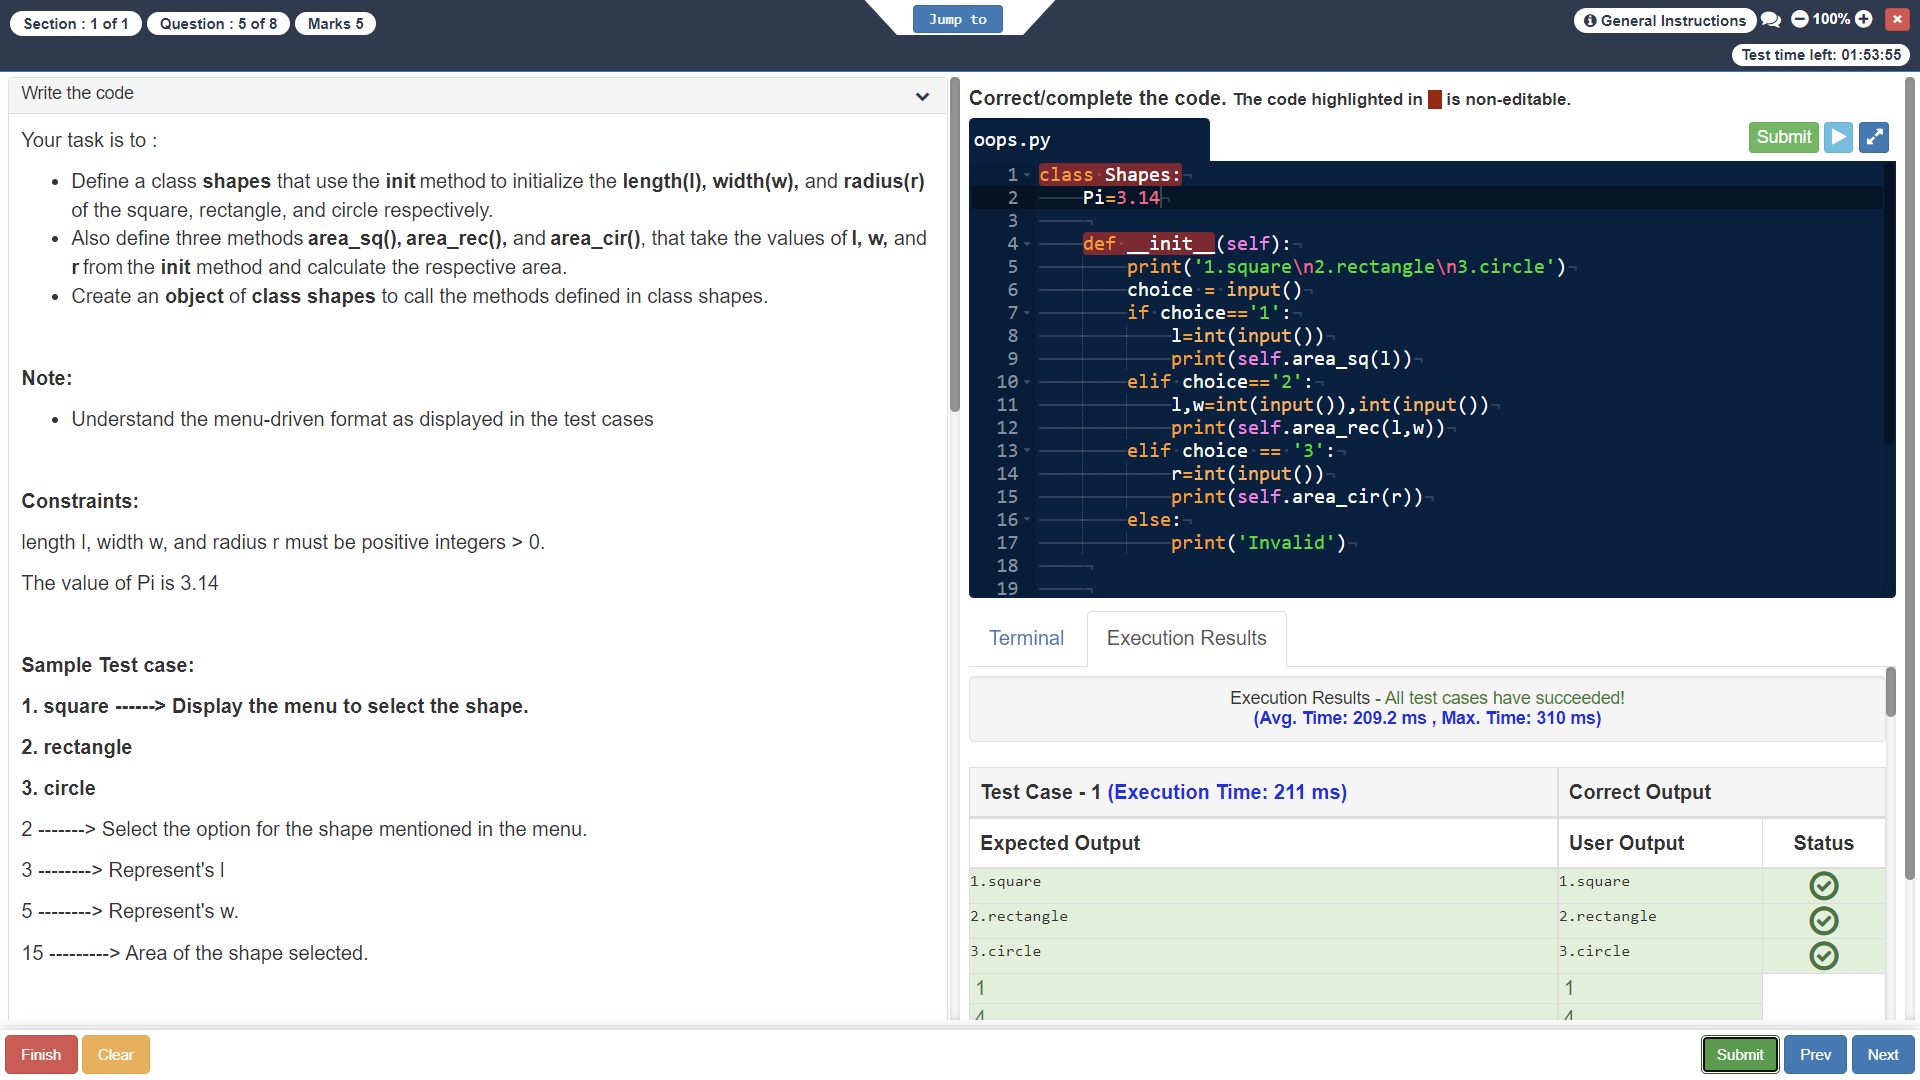 Section : 1 of 1
Question : 5 of 8
Marks 5
Jump to
General Instructions
100%
Test time left: 01:53:55
Write the code
Your task is to :
• Define a class shapes that use the init method to initialize the length(l), width(w), and radius(r)
of the square, rectangle, and circle respectively.
• Also define three methods area_sq(), area_rec(), and area_cir(), that take the values of l, w, and
r from the init method and calculate the respective area.
• Create an object of class shapes to call the methods defined in class shapes.
Note:
• Understand the menu-driven format as displayed in the test cases
Constraints:
length l, width w, and radius r must be positive integers > 0.
The value of Pi is 3.14
Sample Test case:
1. square ------> Display the menu to select the shape.
2. rectangle
3. circle
2 -------> Select the option for the shape mentioned in the menu.
3 --------> Represent's l
5 --------> Represent's w.
15 ---------> Area of the shape selected.
Correct/complete the code. The code highlighted in is non-editable.
oops.py
Submit
1 class Shapes:
2 Pi=3.14
3
4 def __init__(self):
5 print('1.square\n2.rectangle\n3.circle')
6 choice = input()
7 if choice=='1':
8 l=int(input())
9 print(self.area_sq(l))
10 elif choice=='2':
11 l,w=int(input()),int(input())
12 print(self.area_rec(l,w))
13 elif choice == '3':
14 r=int(input())
15 print(self.area_cir(r))
16 else:
17 print('Invalid')
18
19
Terminal
Execution Results
Execution Results - All test cases have succeeded!
(Avg. Time: 209.2 ms , Max. Time: 310 ms)
Test Case - 1 (Execution Time: 211 ms)
Correct Output
Expected Output
User Output
Status
1.square
1.square
2.rectangle
2.rectangle
3.circle
3.circle
1
1
4
4
Finish
Clear
Submit
Prev
Next